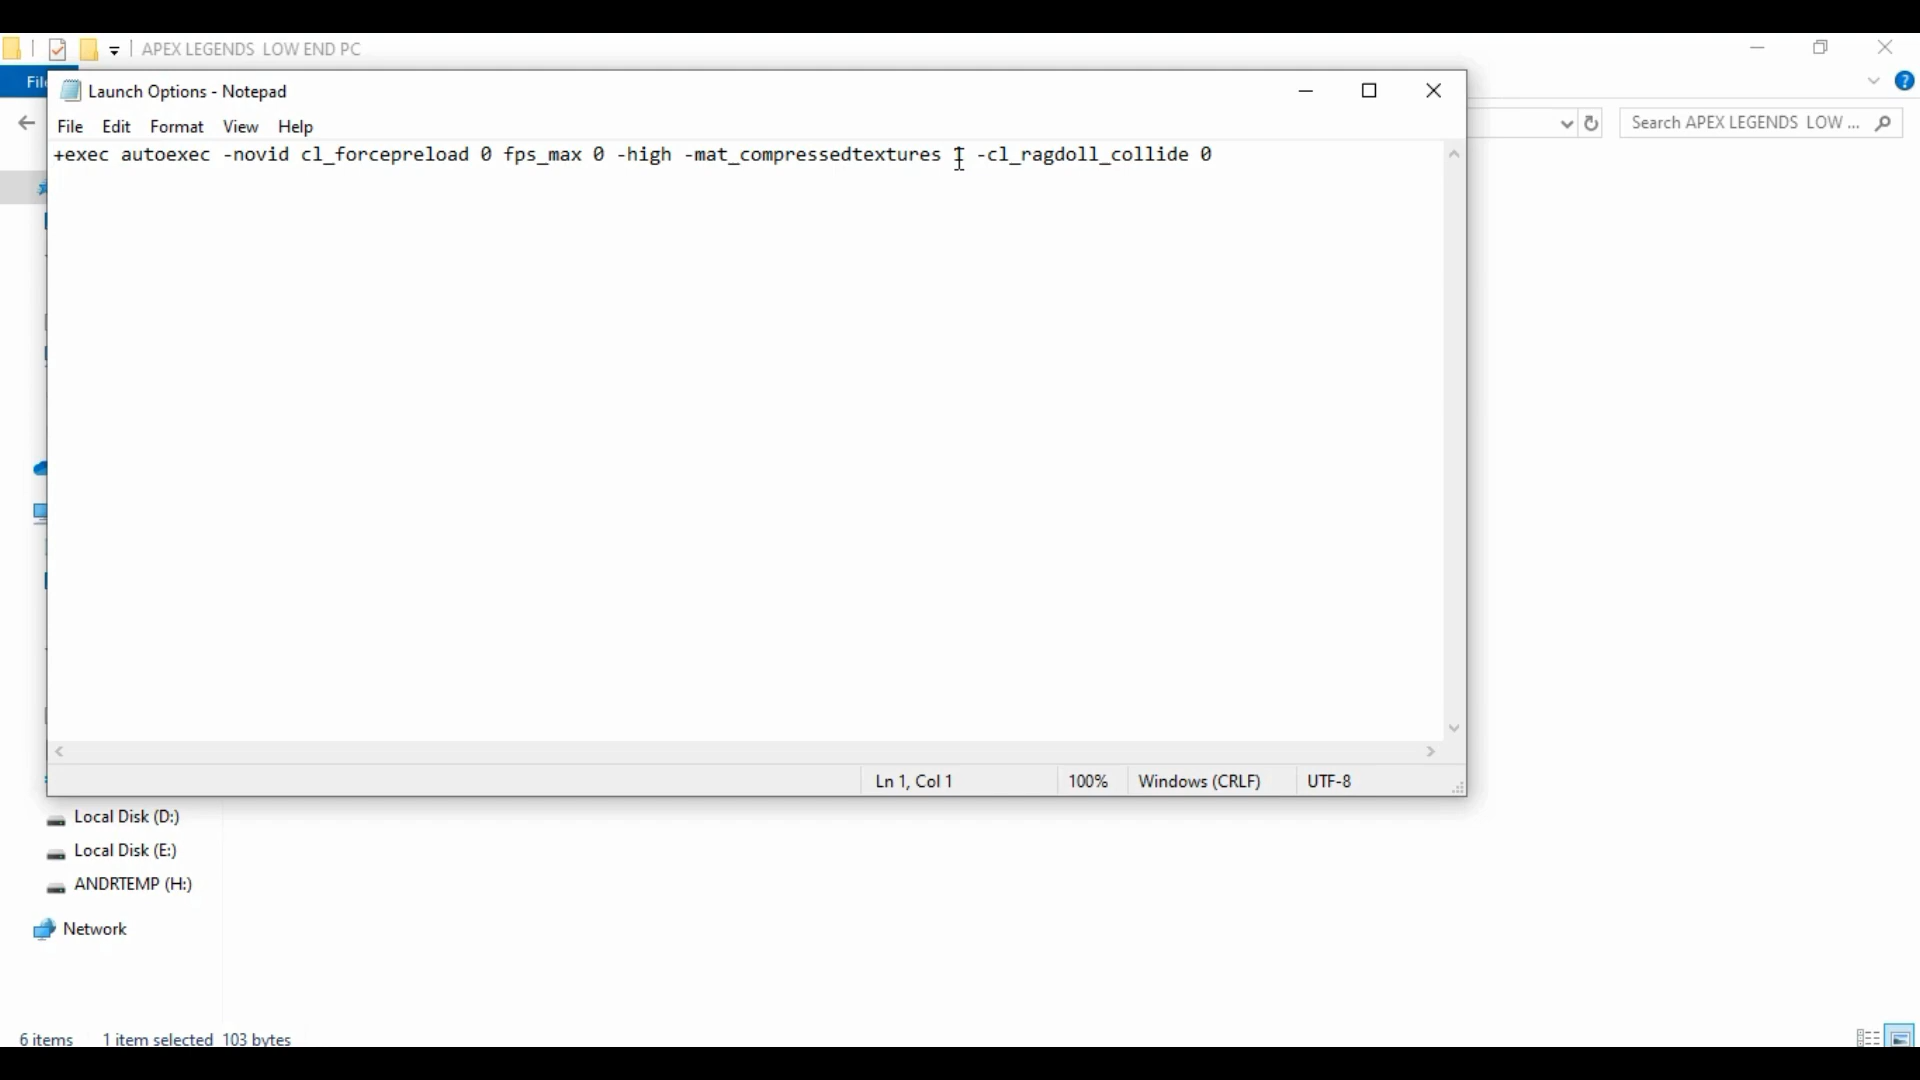 APEX LEGENDS LOW END PC
File
Launch Options - Notepad
File Edit Format View Help
Search APEX LEGENDS LOW ...
+exec autoexec -novid cl_forcepreload 0 fps_max 0 -high -mat_compressedtextures 1 -cl_ragdoll_collide 0
Ln 1, Col 1 100% Windows (CRLF) UTF-8
Local Disk (D:)
Local Disk (E:)
ANDRTEMP (H:)
Network
6 items 1 item selected 103 bytes